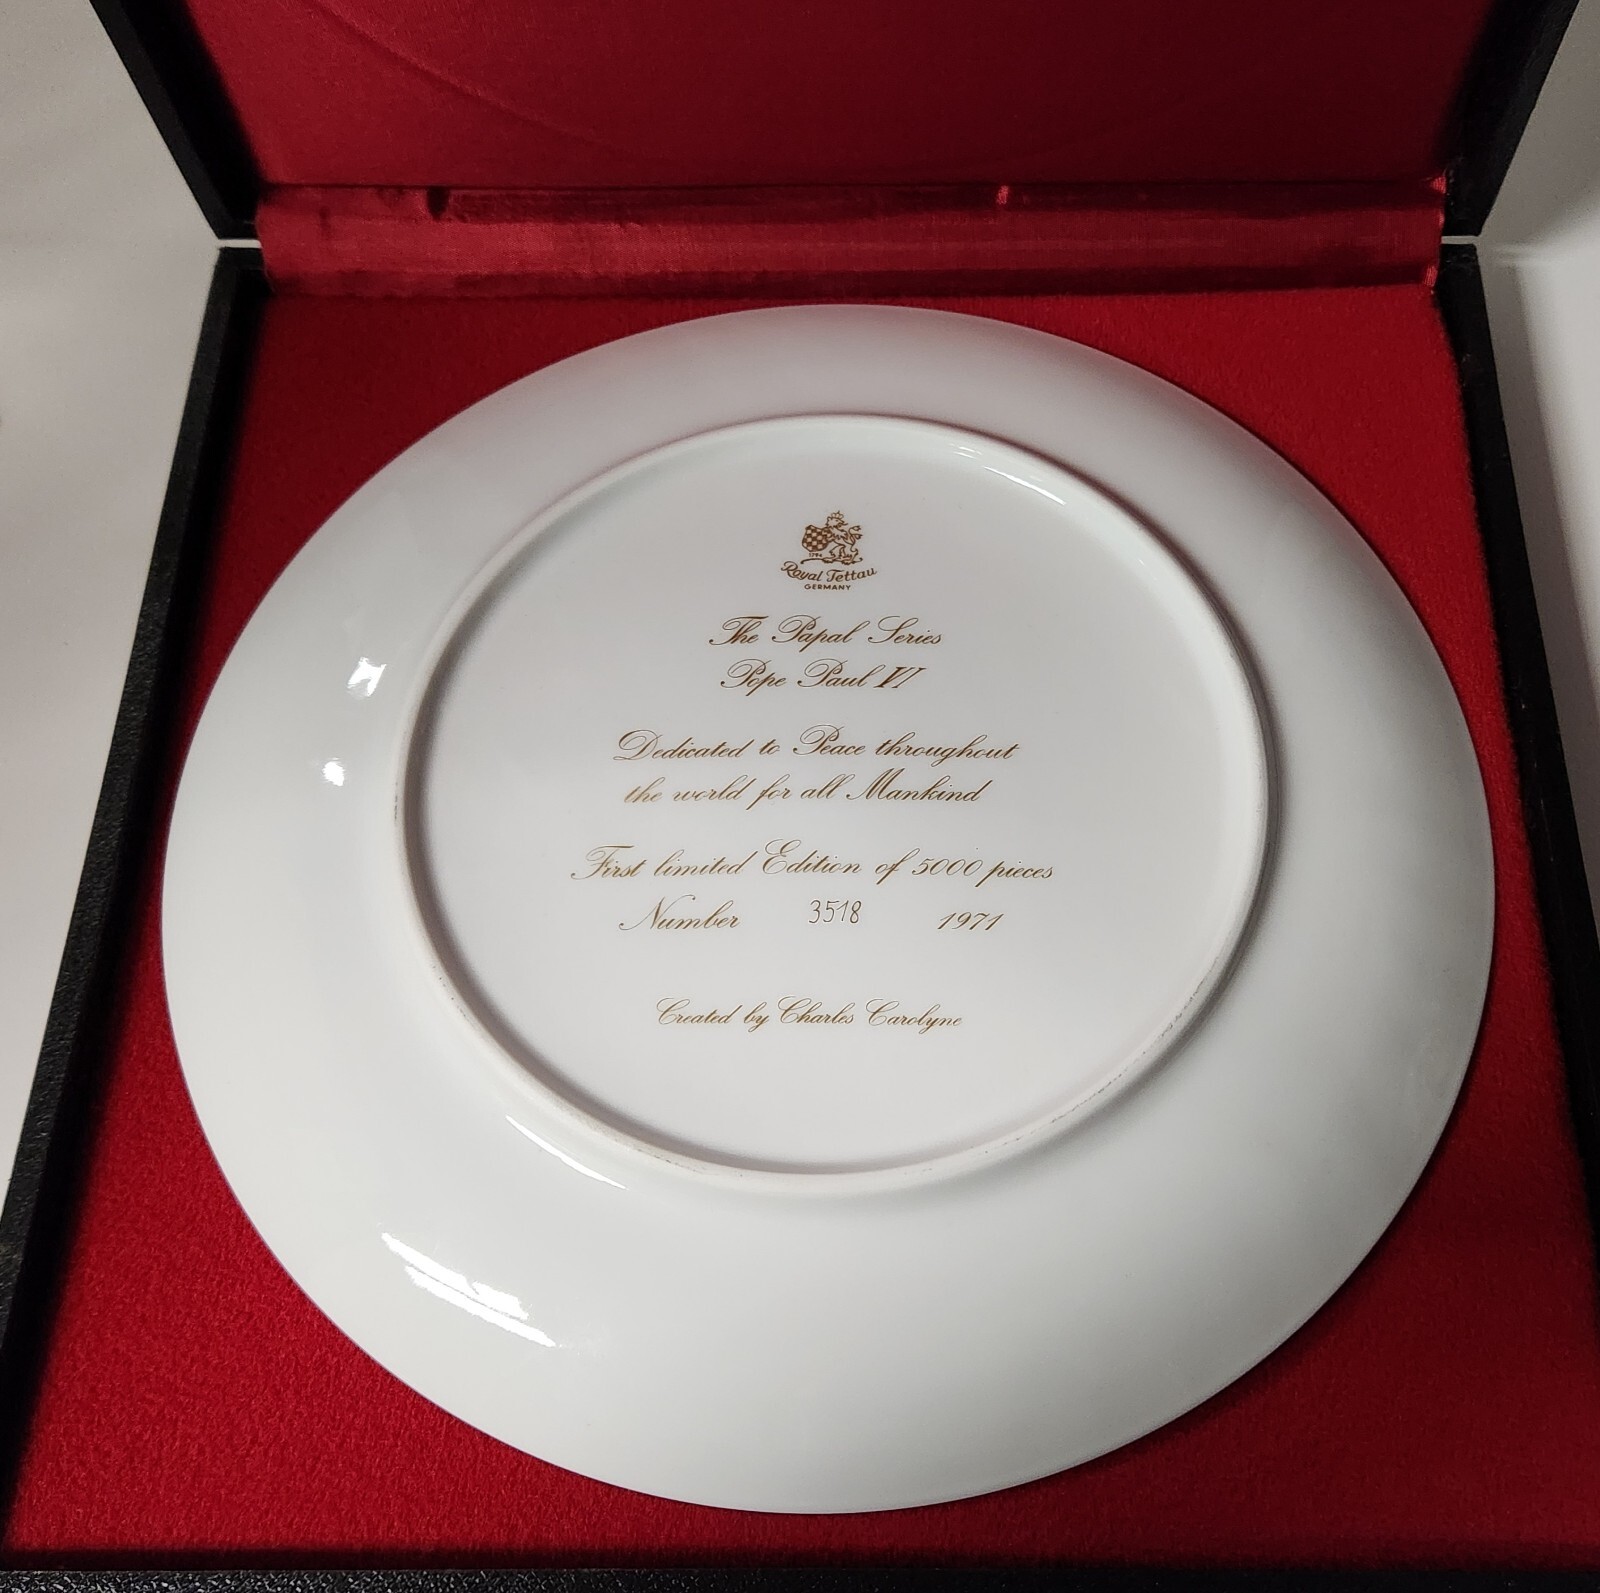 1794
Royal Tettau
GERMANY
The Papal Series
Pope Paul VI
Dedicated to Peace throughout
the world for all Mankind
First limited Edition of 5000 pieces
Number 3518 1971
Created by Charles Carolyne